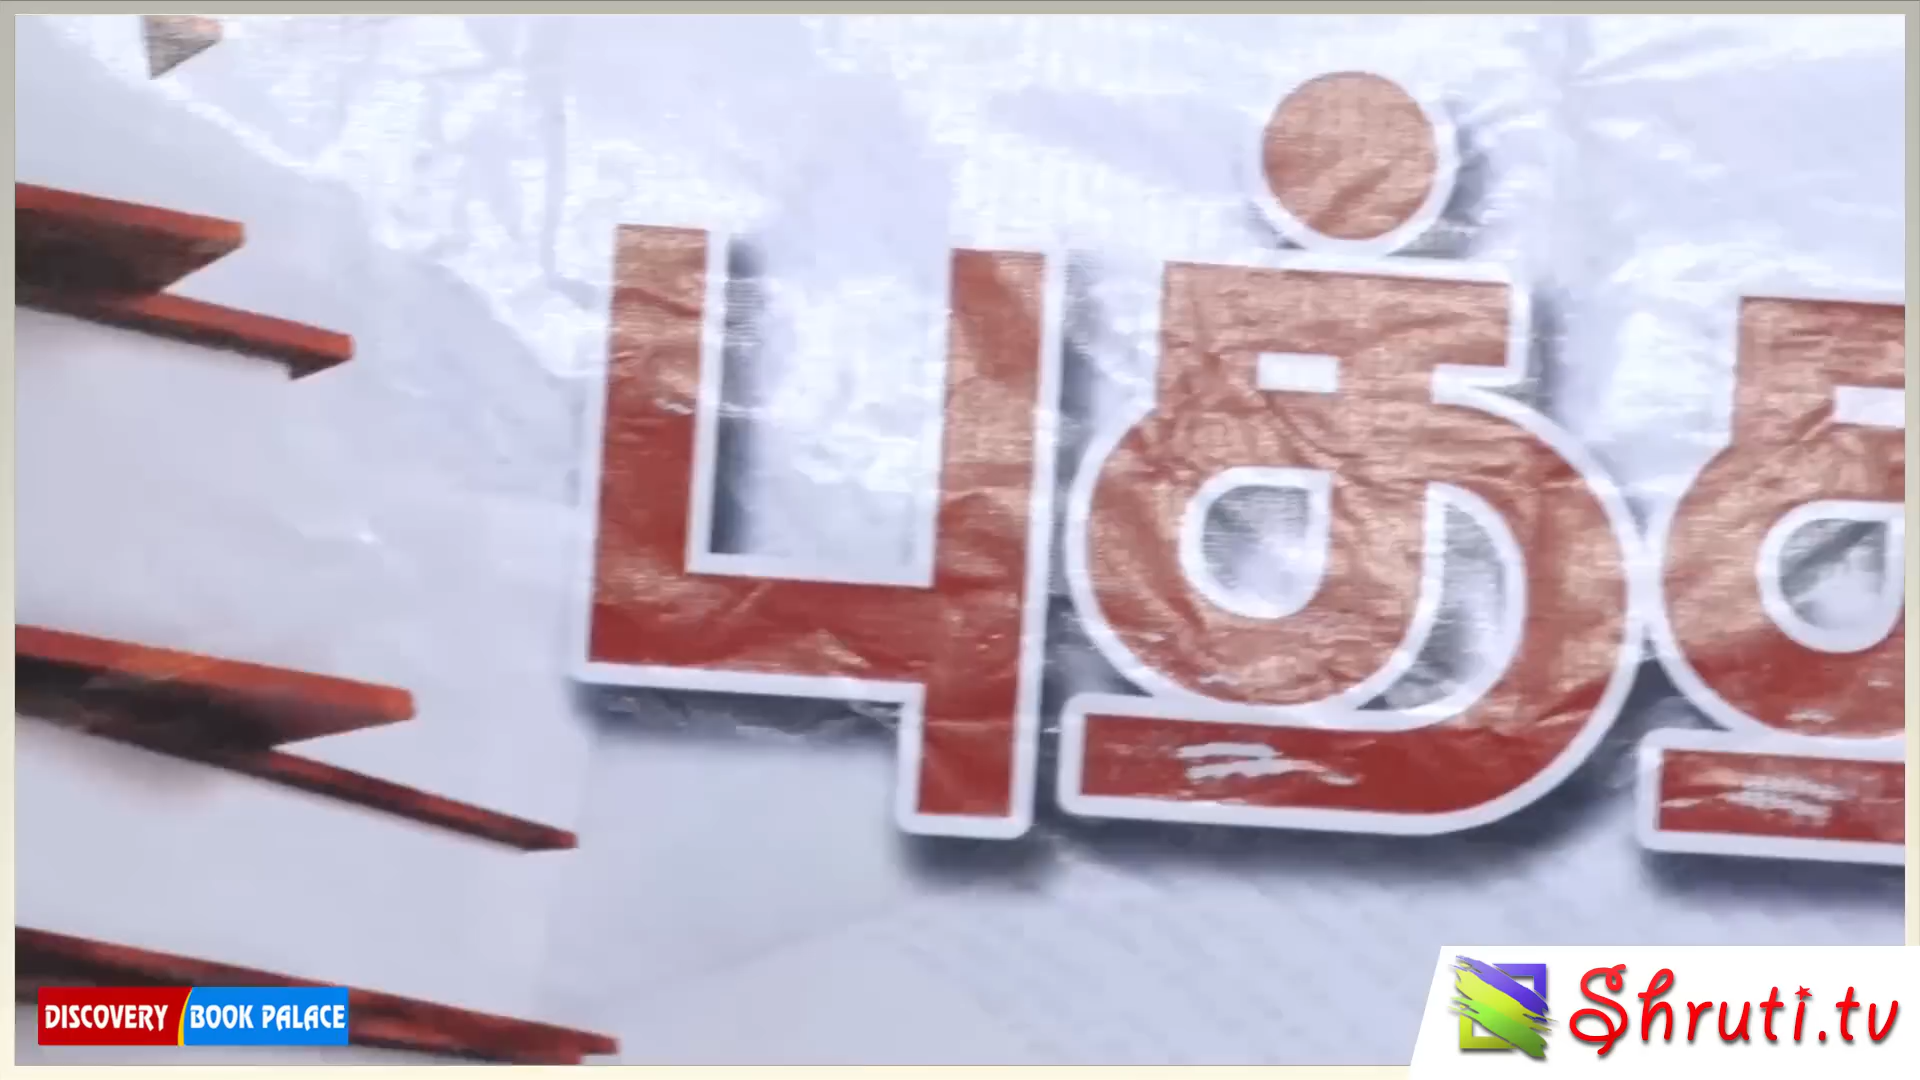 புத்த
DISCOVERY BOOK PALACE
Shruti.tv